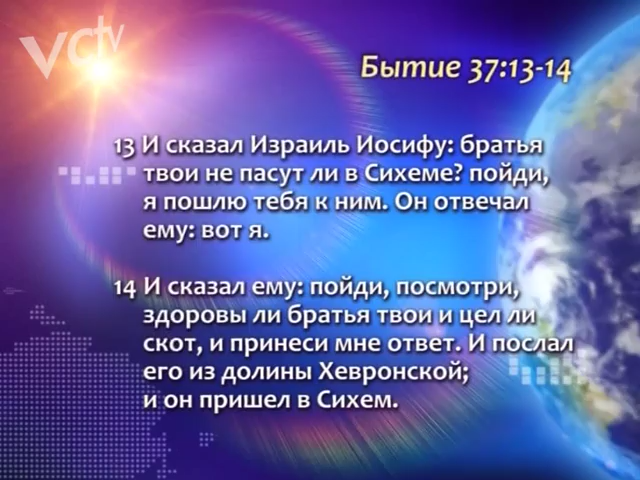 VCTV
Бытие 37:13-14
13 И сказал Израиль Иосифу: братья
твои не пасут ли в Сихеме? пойди,
я пошлю тебя к ним. Он отвечал
ему: вот я.
14 И сказал ему: пойди, посмотри,
здоровы ли братья твои и цел ли
скот, и принеси мне ответ. И послал
его из долины Хевронской;
и он пришел в Сихем.